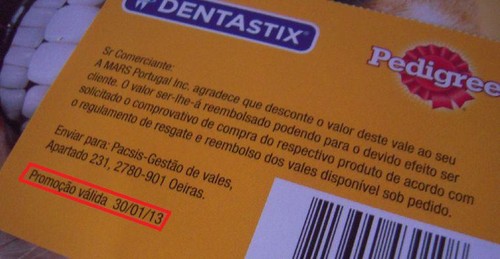 DENTASTIX®
Pedigree
Sr Comerciante:
A MARS Portugal Inc. agradece que desconte o valor deste vale ao seu
cliente. O valor ser-lhe-á reembolsado podendo para o devido efeito ser
solicitado o comprovativo de compra do respectivo produto de acordo com
o regulamento de resgate e reembolso dos vales disponível sob pedido.
Enviar para: Pacsis-Gestão de vales,
Apartado 231, 2780-901 Oeiras.
Promoção válida 30/01/13